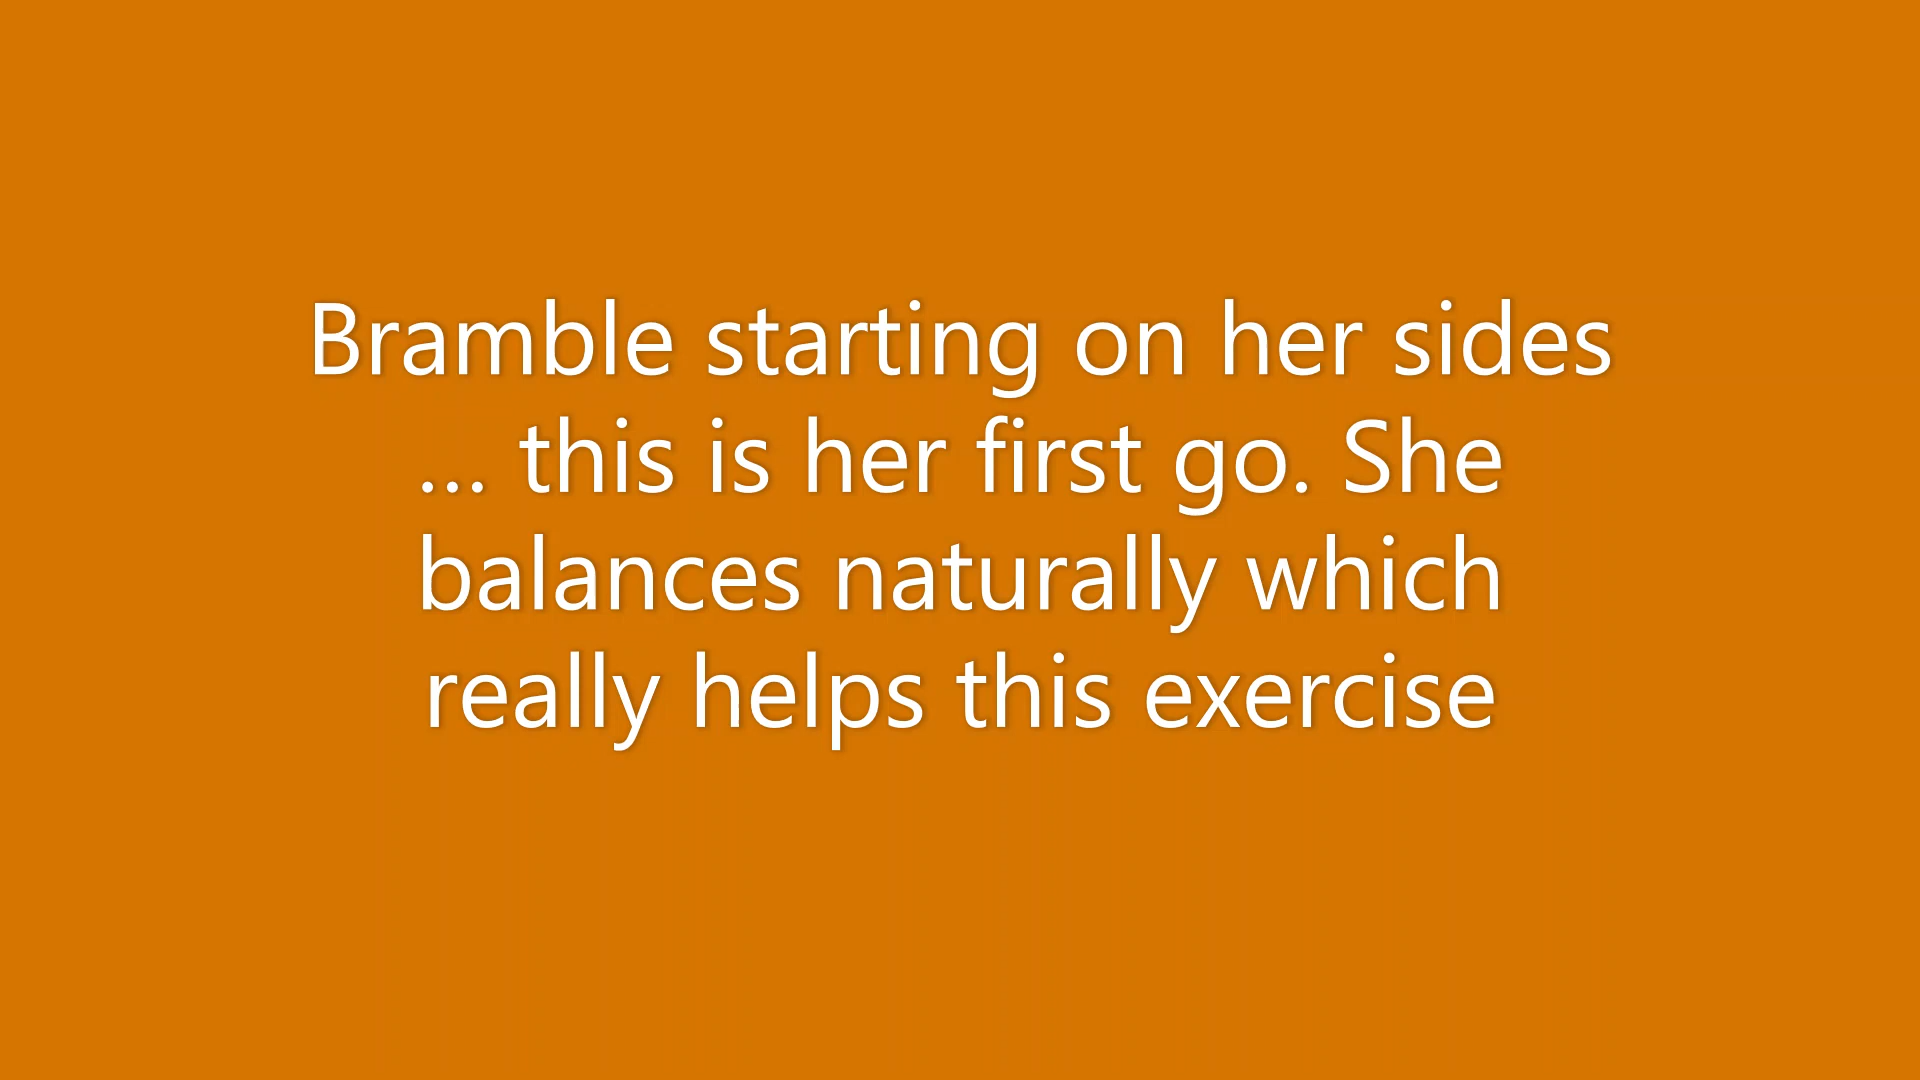 Bramble starting on her sides
... this is her first go. She
balances naturally which
really helps this exercise